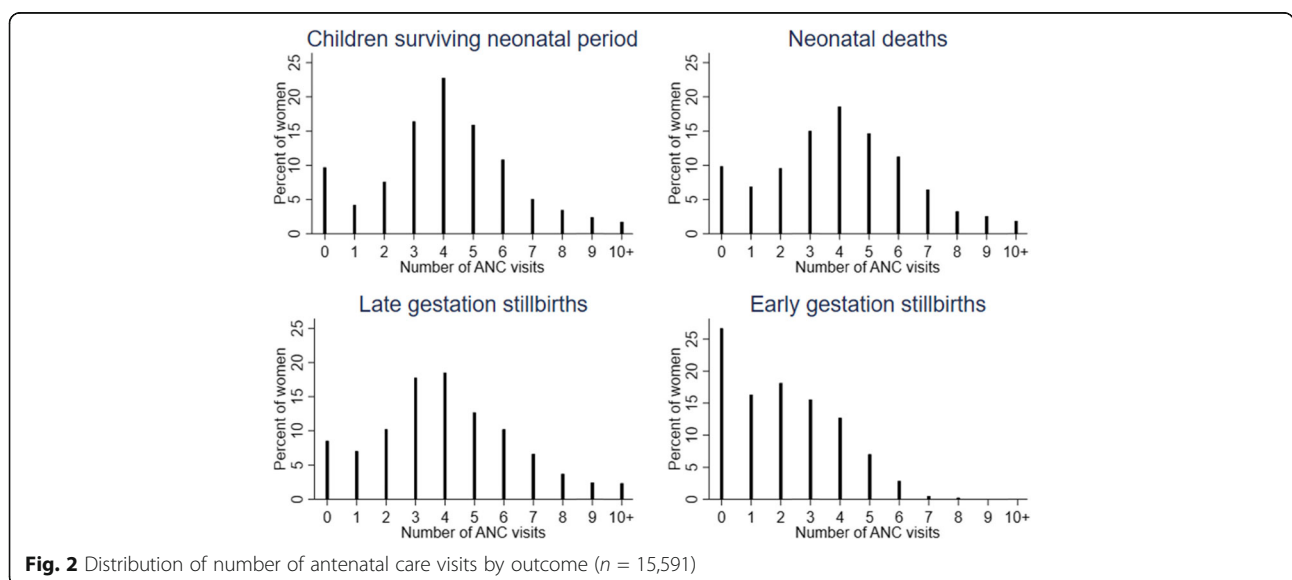 Children surviving neonatal period
Percent of women
25
20
15
10
5
0
0 1 2 3 4 5 6 7 8 9 10+
Number of ANC visits
Neonatal deaths
Percent of women
25
20
15
10
5
0
0 1 2 3 4 5 6 7 8 9 10+
Number of ANC visits
Late gestation stillbirths
Percent of women
25
20
15
10
5
0
0 1 2 3 4 5 6 7 8 9 10+
Number of ANC visits
Early gestation stillbirths
Percent of women
25
20
15
10
5
0
0 1 2 3 4 5 6 7 8 9 10+
Number of ANC visits
Fig. 2 Distribution of number of antenatal care visits by outcome (n = 15,591)